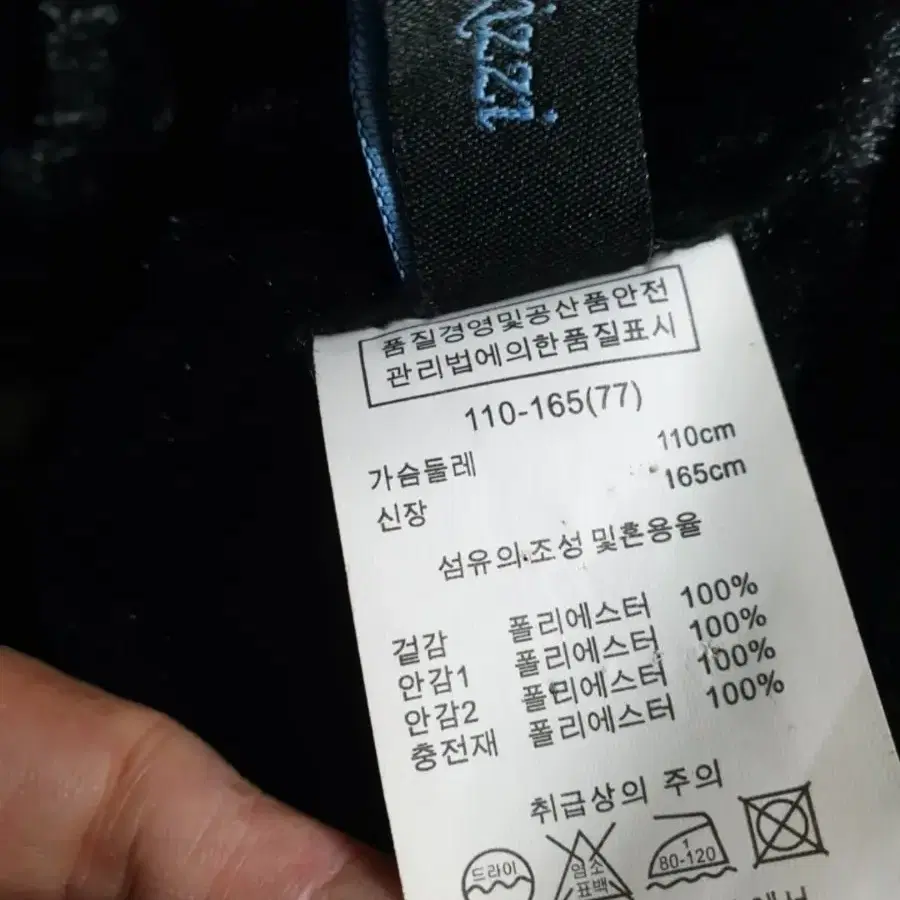 izzi
품질경영및공산품안전
관리법에의한품질표시
110-165(77)
가슴둘레 110cm
신장 165cm
섬유의조성및혼용율
겉감 폴리에스터 100%
안감1 폴리에스터 100%
안감2 폴리에스터 100%
충전재 폴리에스터 100%
취급상의 주의
드라이 염소 표백 1 80-120
에서